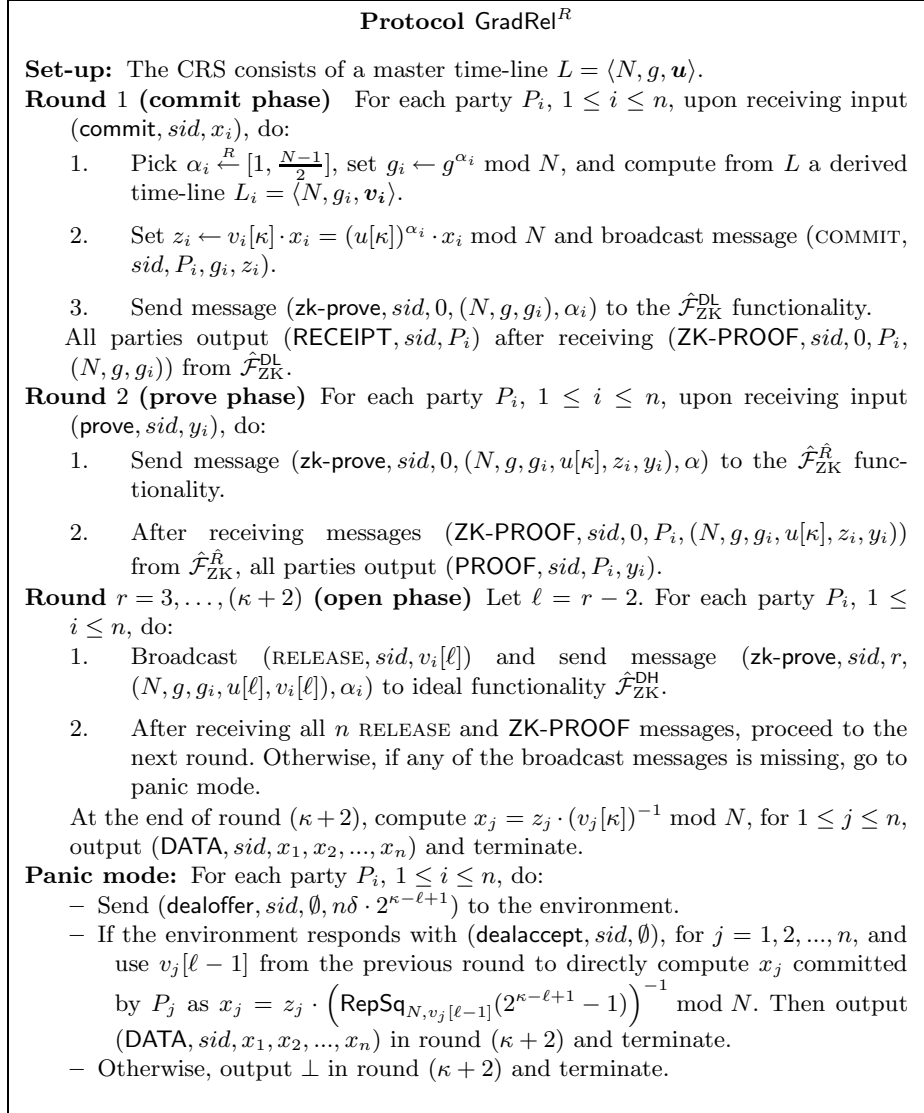 Protocol GradRel^R
Set-up: The CRS consists of a master time-line L = ⟨N, g, u⟩.
Round 1 (commit phase) For each party P_i, 1 ≤ i ≤ n, upon receiving input
(commit, sid, x_i), do:
1. Pick α_i ←^R [1, (N−1)/2], set g_i ← g^{α_i} mod N, and compute from L a derived
time-line L_i = ⟨N, g_i, v_i⟩.
2. Set z_i ← v_i[κ] · x_i = (u[κ])^{α_i} · x_i mod N and broadcast message (COMMIT,
sid, P_i, g_i, z_i).
3. Send message (zk-prove, sid, 0, (N, g, g_i), α_i) to the F̂_ZK^DL functionality.
All parties output (RECEIPT, sid, P_i) after receiving (ZK-PROOF, sid, 0, P_i,
(N, g, g_i)) from F̂_ZK^DL.
Round 2 (prove phase) For each party P_i, 1 ≤ i ≤ n, upon receiving input
(prove, sid, y_i), do:
1. Send message (zk-prove, sid, 0, (N, g, g_i, u[κ], z_i, y_i), α) to the F̂_ZK^R̂ func-
tionality.
2. After receiving messages (ZK-PROOF, sid, 0, P_i, (N, g, g_i, u[κ], z_i, y_i))
from F̂_ZK^R̂, all parties output (PROOF, sid, P_i, y_i).
Round r = 3, . . . , (κ + 2) (open phase) Let ℓ = r − 2. For each party P_i, 1 ≤
i ≤ n, do:
1. Broadcast (RELEASE, sid, v_i[ℓ]) and send message (zk-prove, sid, r,
(N, g, g_i, u[ℓ], v_i[ℓ]), α_i) to ideal functionality F̂_ZK^DH.
2. After receiving all n RELEASE and ZK-PROOF messages, proceed to the
next round. Otherwise, if any of the broadcast messages is missing, go to
panic mode.
At the end of round (κ + 2), compute x_j = z_j · (v_j[κ])^{−1} mod N, for 1 ≤ j ≤ n,
output (DATA, sid, x_1, x_2, ..., x_n) and terminate.
Panic mode: For each party P_i, 1 ≤ i ≤ n, do:
– Send (dealoffer, sid, ∅, nδ · 2^{κ−ℓ+1}) to the environment.
– If the environment responds with (dealaccept, sid, ∅), for j = 1, 2, ..., n, and
use v_j[ℓ − 1] from the previous round to directly compute x_j committed
by P_j as x_j = z_j · (RepSq_{N,v_j[ℓ−1]}(2^{κ−ℓ+1} − 1))^{−1} mod N. Then output
(DATA, sid, x_1, x_2, ..., x_n) in round (κ + 2) and terminate.
– Otherwise, output ⊥ in round (κ + 2) and terminate.